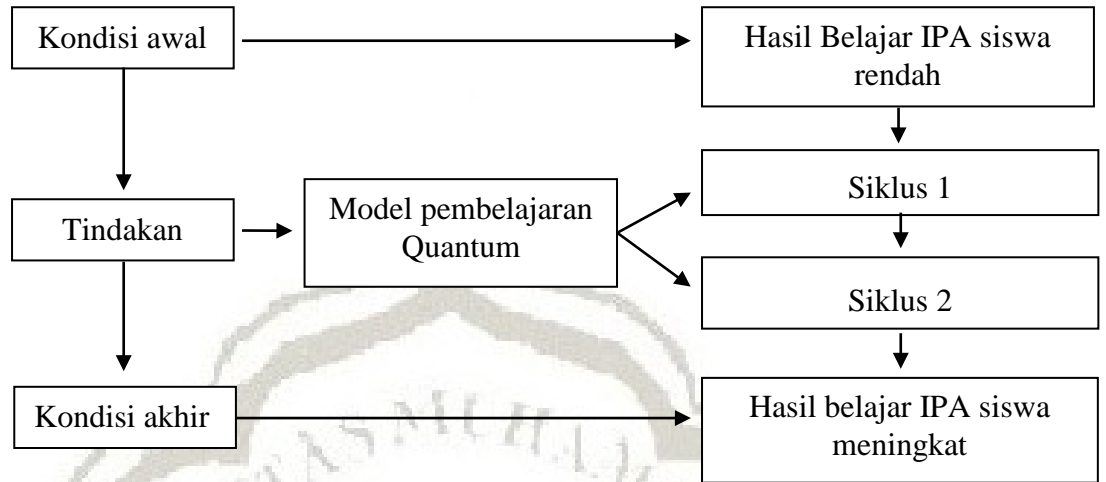 Kondisi awal
Hasil Belajar IPA siswa
rendah
Siklus 1
Tindakan
Model pembelajaran
Quantum
Siklus 2
Kondisi akhir
Hasil belajar IPA siswa
meningkat